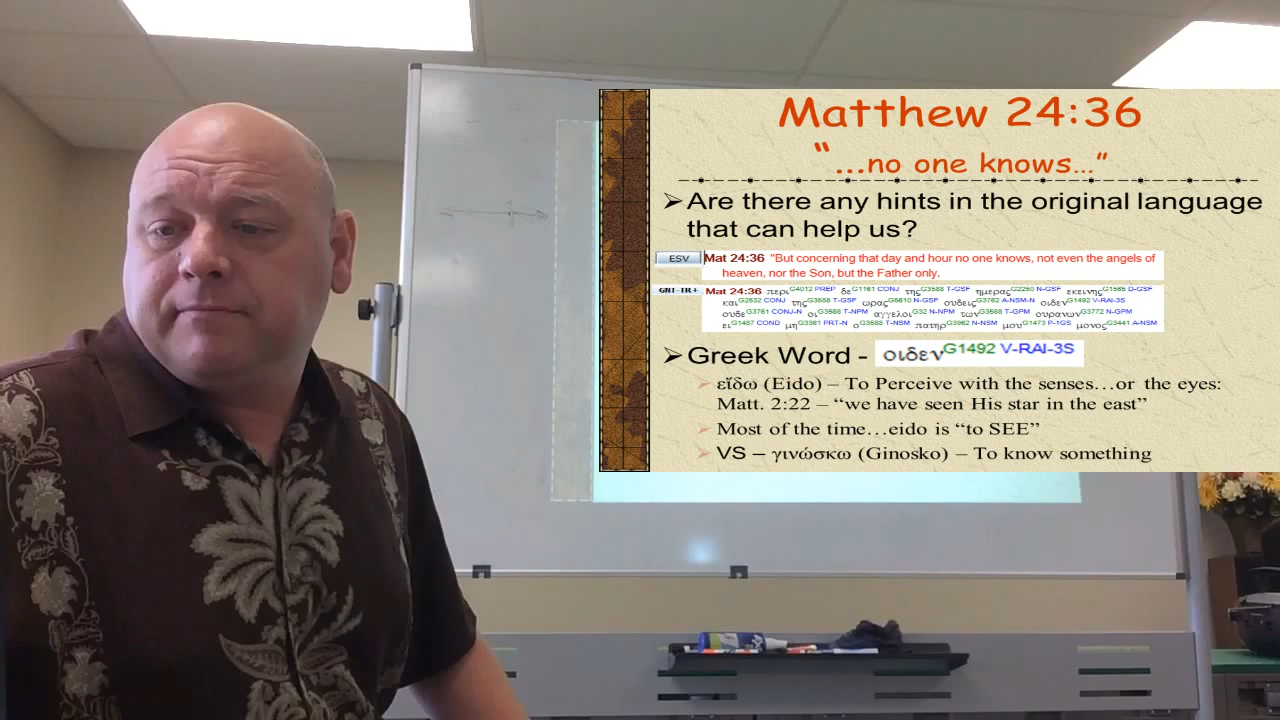 Matthew 24:36
“...no one knows...”
Are there any hints in the original language
that can help us?
ESV
Mat 24:36 "But concerning that day and hour no one knows, not even the angels of
heaven, nor the Son, but the Father only.
GNT-TR+
Mat 24:36 περι G4012 PREP δε G1161 CONJ της G3588 T-GSF ημερας G2250 N-GSF εκεινης G1565 D-GSF
και G2532 CONJ της G3588 T-GSF ωρας G5610 N-GSF ουδεις G3762 A-NSM-N οιδεν G1492 V-RAI-3S
ουδε G3761 CONJ-N οι G3588 T-NPM αγγελοι G32 N-NPM των G3588 T-GPM ουρανων G3772 N-GPM
ει G1487 COND μη G3361 PRT-N ο G3588 T-NSM πατηρ G3962 N-NSM μου G1473 P-1GS μονος G3441 A-NSM
Greek Word - οιδεν G1492 V-RAI-3S
εἴδω (Eido) – To Perceive with the senses…or the eyes:
Matt. 2:22 – “we have seen His star in the east”
Most of the time…eido is “to SEE”
VS – γινώσκω (Ginosko) – To know something